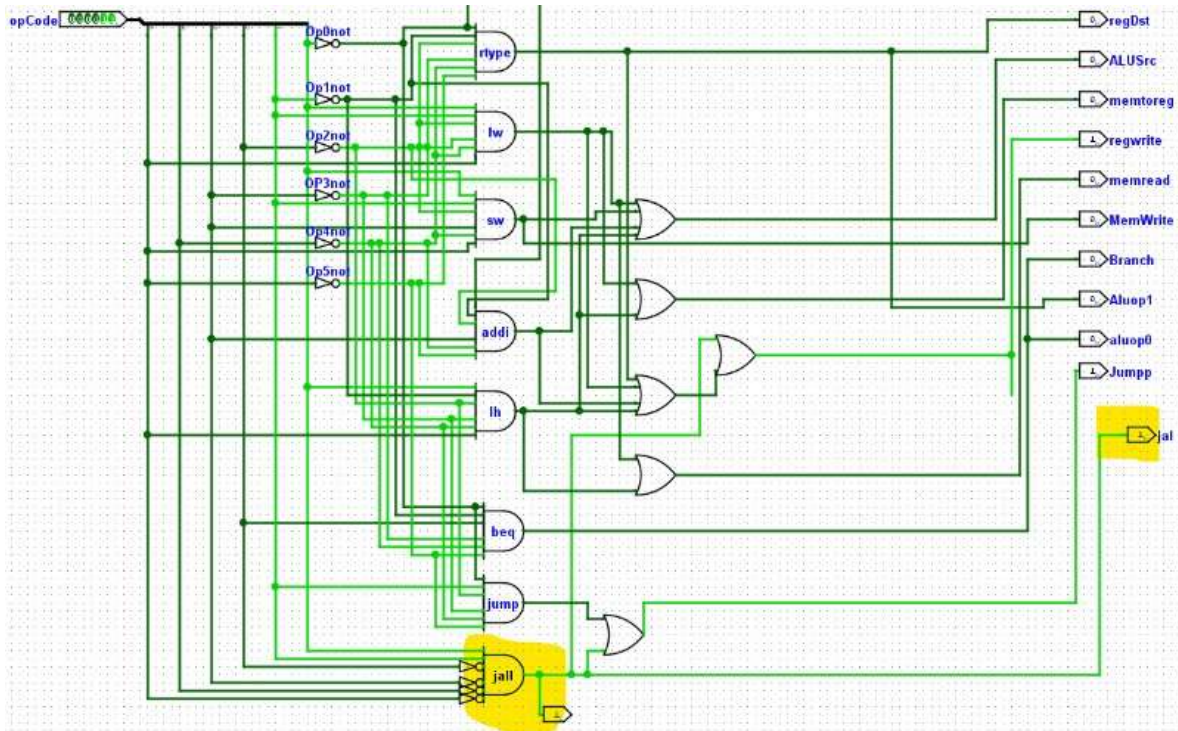 opCode
Op0not
Op1not
Op2not
OP3not
Op4not
Op5not
rtype
lw
sw
addi
lh
beq
jump
jall
regDst
ALUSrc
memtoreg
regwrite
memread
MemWrite
Branch
Aluop1
aluop0
Jumpp
jal